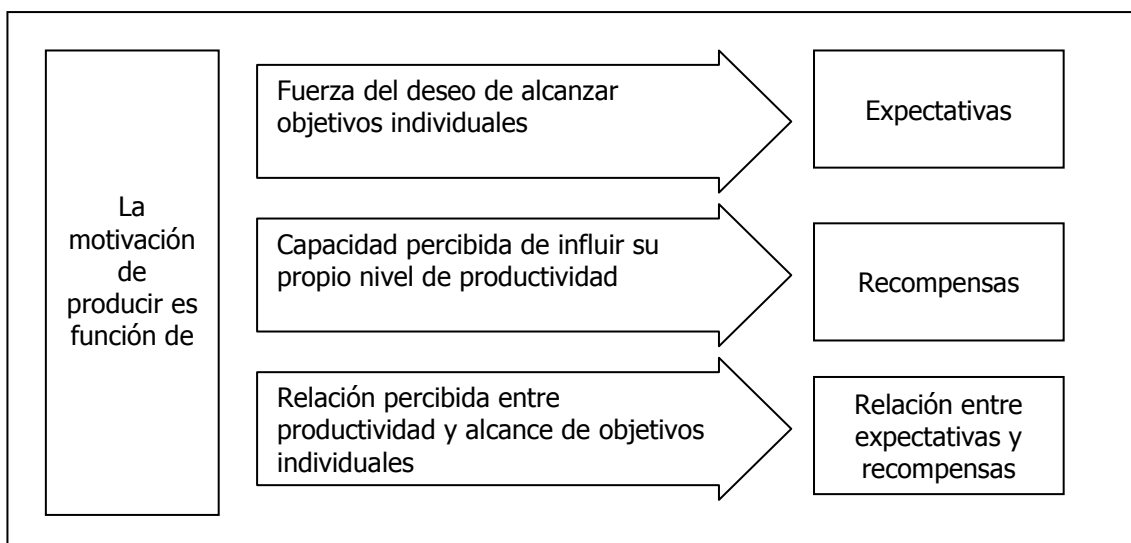 La
motivación
de
producir es
función de
Fuerza del deseo de alcanzar
objetivos individuales
Expectativas
Capacidad percibida de influir su
propio nivel de productividad
Recompensas
Relación percibida entre
productividad y alcance de objetivos
individuales
Relación entre
expectativas y
recompensas